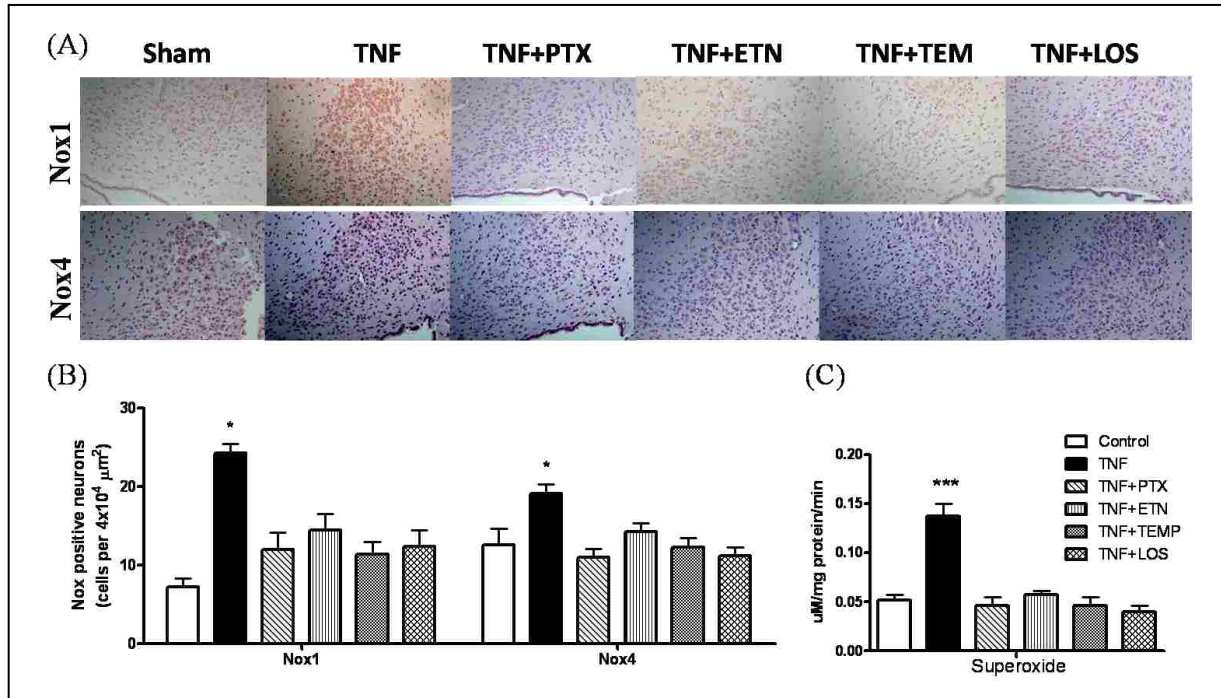 (A)
Sham TNF TNF+PTX TNF+ETN TNF+TEM TNF+LOS
Nox1
Nox4
(B)
Nox positive neurons
(cells per 4x10⁴ µm²)
30
20
10
0
*
*
Nox1 Nox4
(C)
uM/mg protein/min
0.20
0.15
0.10
0.05
0.00
***
Superoxide
Control
TNF
TNF+PTX
TNF+ETN
TNF+TEMP
TNF+LOS